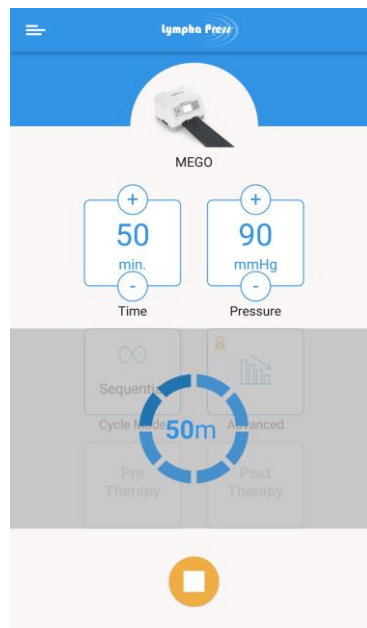 Lympha Press
MEGO
+ +
50 90
min. mmHg
- -
Time Pressure
Sequential
Cycle Mode Advanced
50m
Pre Post
Therapy Therapy